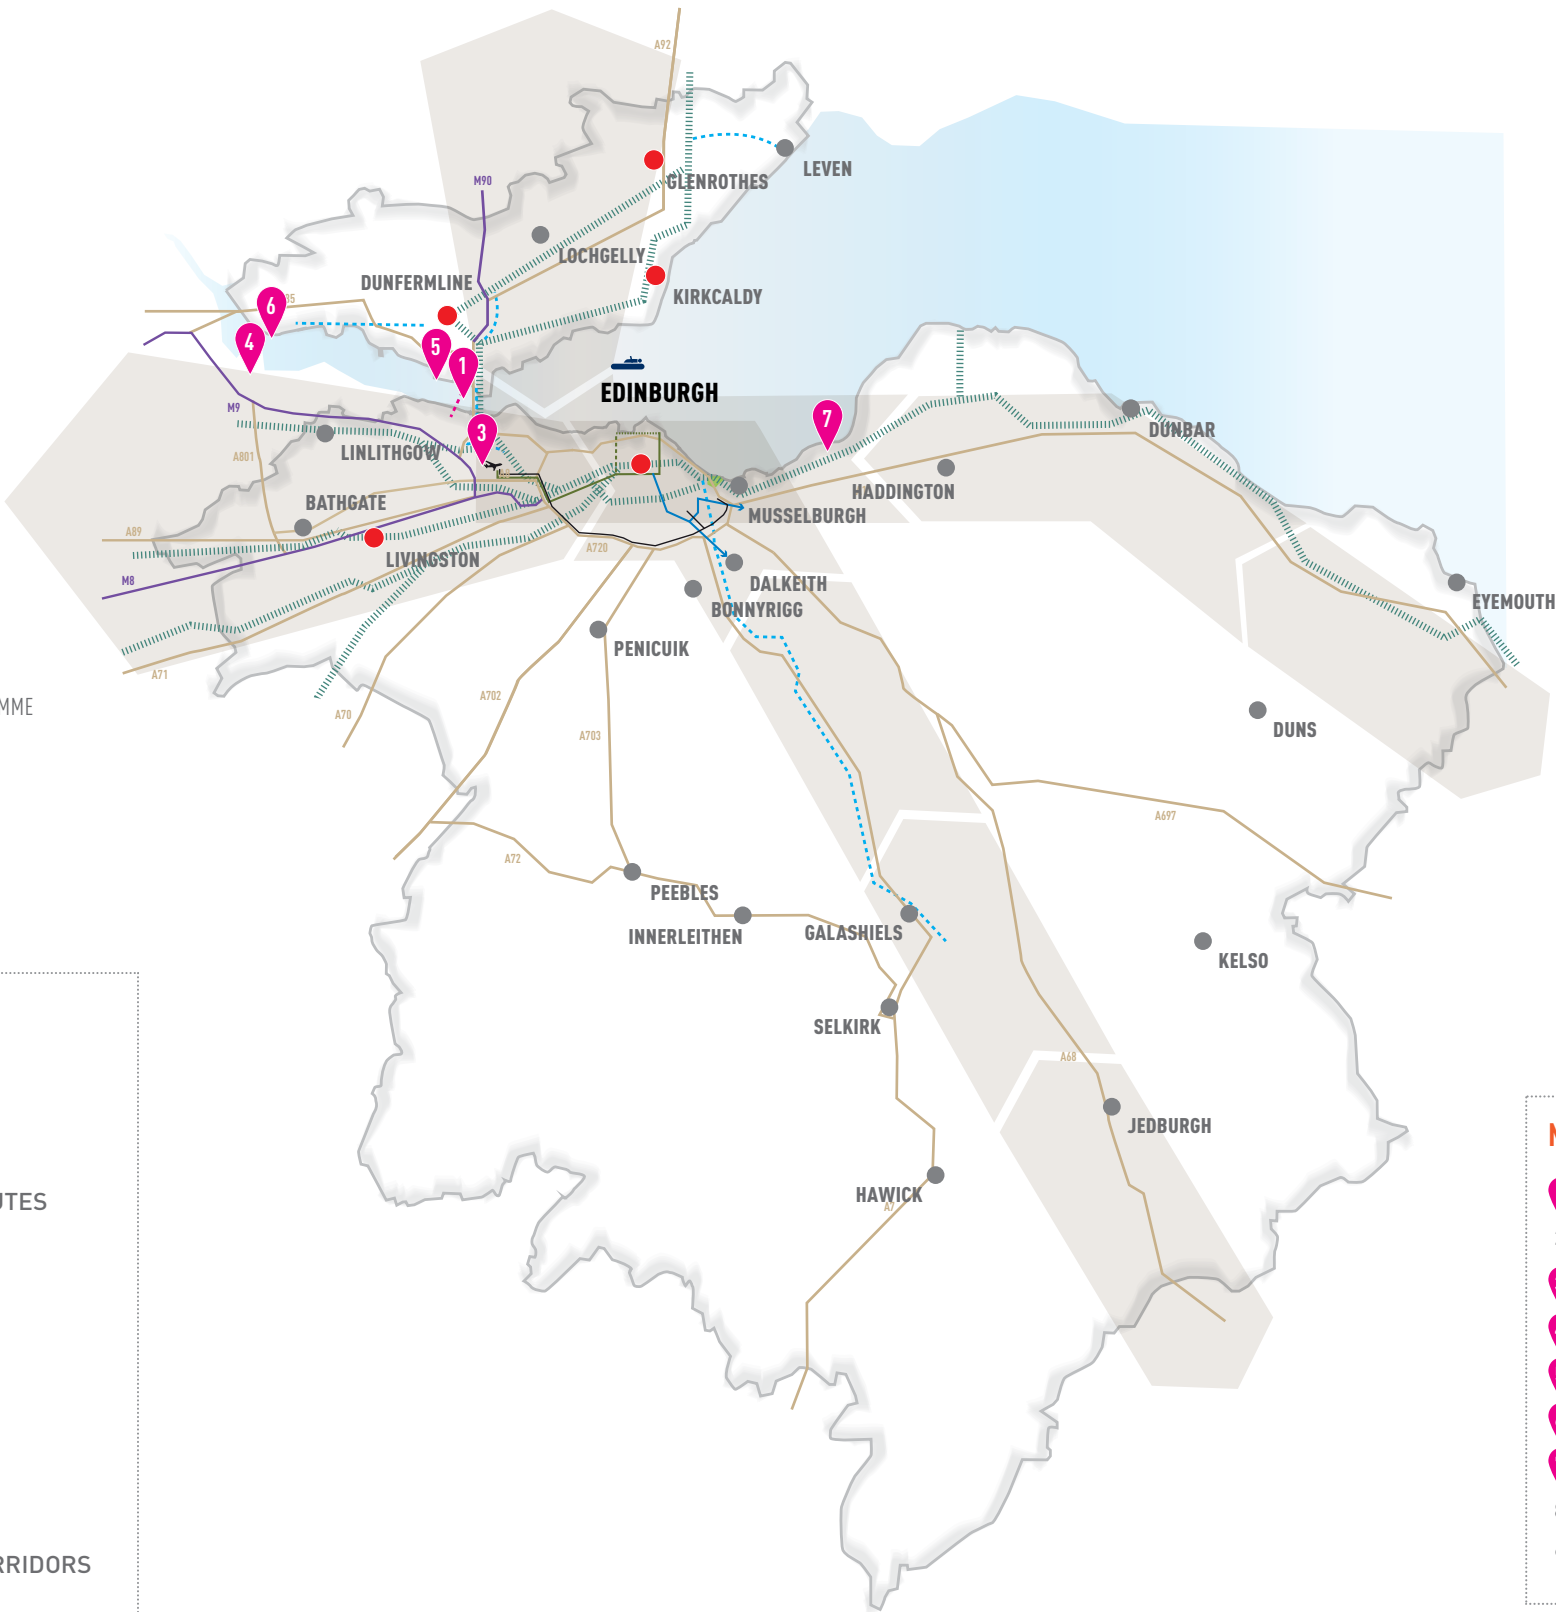 A92
LEVEN
GLENROTHES
M90
LOCHGELLY
DUNFERMLINE
KIRKCALDY
6
4
5
1
EDINBURGH
3
7
M9
A801
LINLITHGOW
DUNBAR
HADDINGTON
BATHGATE
MUSSELBURGH
A89
A720
LIVINGSTON
M8
DALKEITH
BONNYRIGG
EYEMOUTH
PENICUIK
A71
A702
MME
A70
A703
DUNS
A697
A72
PEEBLES
INNERLEITHEN
GALASHIELS
KELSO
SELKIRK
A68
JEDBURGH
HAWICK
A7
UTES
RRIDORS